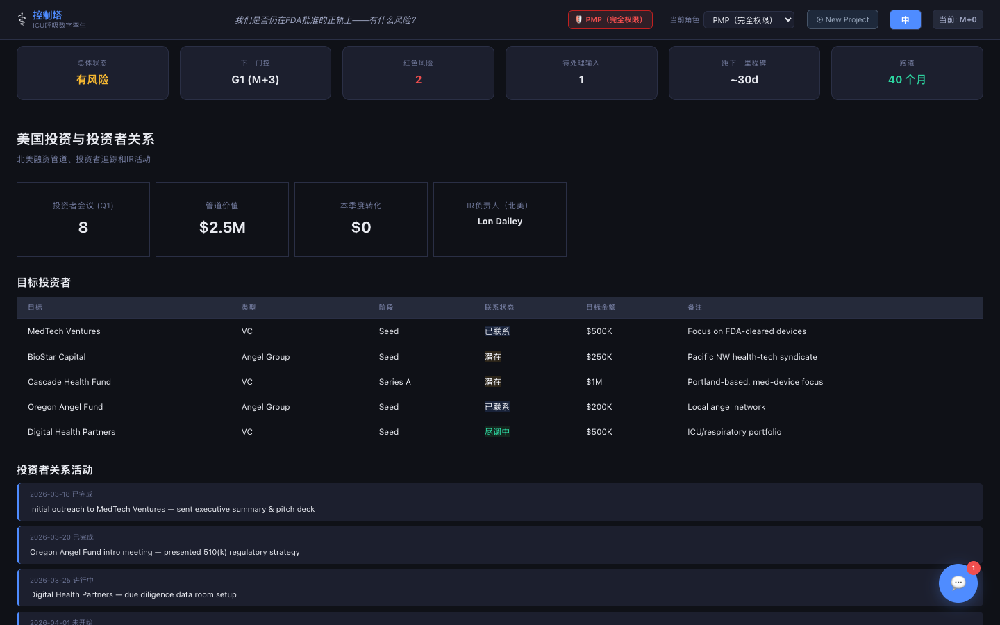 控制塔
ICU呼吸数字孪生
我们是否仍在FDA批准的正轨上——有什么风险?
PMP（完全权限）
当前角色
PMP（完全权限）
New Project
中
当前: M+0
总体状态
有风险
下一门控
G1 (M+3)
红色风险
2
待处理输入
1
距下一里程碑
~30d
跑道
40 个月
美国投资与投资者关系
北美融资管道、投资者追踪和IR活动
投资者会议 (Q1)
8
管道价值
$2.5M
本季度转化
$0
IR负责人（北美）
Lon Dailey
目标投资者
目标 类型 阶段 联系状态 目标金额 备注
MedTech Ventures VC Seed 已联系 $500K Focus on FDA-cleared devices
BioStar Capital Angel Group Seed 潜在 $250K Pacific NW health-tech syndicate
Cascade Health Fund VC Series A 潜在 $1M Portland-based, med-device focus
Oregon Angel Fund Angel Group Seed 已联系 $200K Local angel network
Digital Health Partners VC Seed 尽调中 $500K ICU/respiratory portfolio
投资者关系活动
2026-03-18 已完成
Initial outreach to MedTech Ventures — sent executive summary & pitch deck
2026-03-20 已完成
Oregon Angel Fund intro meeting — presented 510(k) regulatory strategy
2026-03-25 进行中
Digital Health Partners — due diligence data room setup
1
2026-04-01 未开始